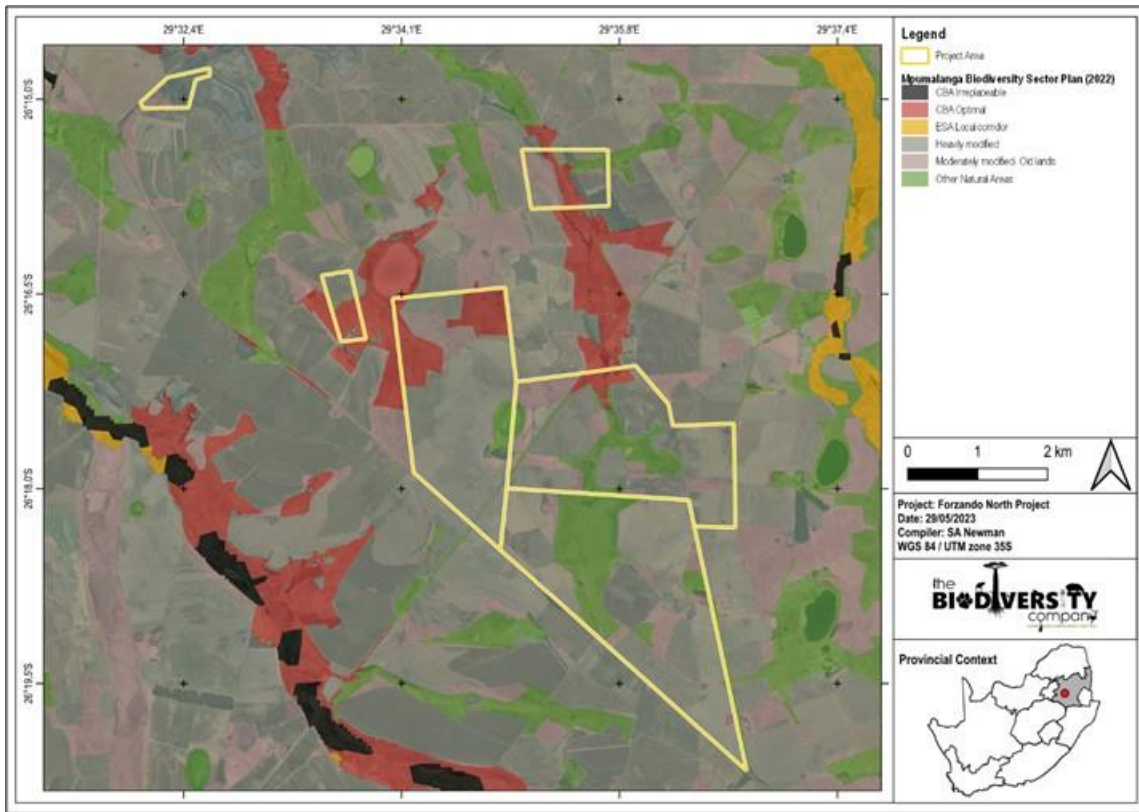 29°32,4'E
29°34,1'E
29°35,8'E
29°37,4'E
26°15,0'S
26°16,5'S
26°18,0'S
26°19,5'S
Legend
Project Area
Mpumalanga Biodiversity Sector Plan (2022)
CBA Irreplaceable
CBA Optimal
ESA Local corridor
Heavily modified
Moderately modified- Old lands
Other Natural Areas
0 1 2 km
Project: Forzando North Project
Date: 29/05/2023
Compiler: SA Newman
WGS 84 / UTM zone 35S
the
BIODIVERSITY
company
Provincial Context